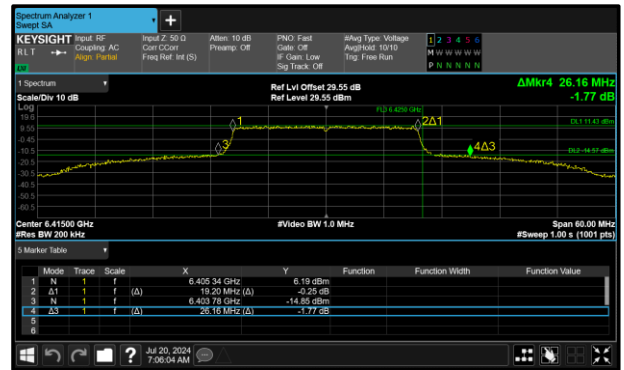 Spectrum Analyzer 1
Swept SA
+
KEYSIGHT Input: RF Input Z: 50 Ω Atten: 10 dB PNO: Fast #Avg Type: Voltage 1 2 3 4 5 6
RLT Coupling: AC Corr CCorr Preamp: Off Gate: Off Avg|Hold: 10/10 M W W W W W
Align: Partial Freq Ref: Int (S) IF Gain: Low Trig: Free Run P N N N N N
LW Sig Track: Off
1 Spectrum Ref Lvl Offset 29.55 dB ΔMkr4 26.16 MHz
Scale/Div 10 dB Ref Level 29.55 dBm -1.77 dB
Log
19.6 FL3 6.4250 GHz
1 2Δ1 DL1 11.43 dBm
9.55
-0.45
3 4Δ3
-10.5 DL2 -14.57 dBm
-20.5
-30.5
-40.5
-50.5
-60.5
Center 6.41500 GHz #Video BW 1.0 MHz Span 60.00 MHz
#Res BW 200 kHz #Sweep 1.00 s (1001 pts)
5 Marker Table
Mode Trace Scale X Y Function Function Width Function Value
1 N 1 f 6.405 34 GHz 6.19 dBm
2 Δ1 1 f (Δ) 19.20 MHz (Δ) -0.25 dB
3 N 1 f 6.403 78 GHz -14.85 dBm
4 Δ3 1 f (Δ) 26.16 MHz (Δ) -1.77 dB
5
6
? Jul 20, 2024
7:06:04 AM